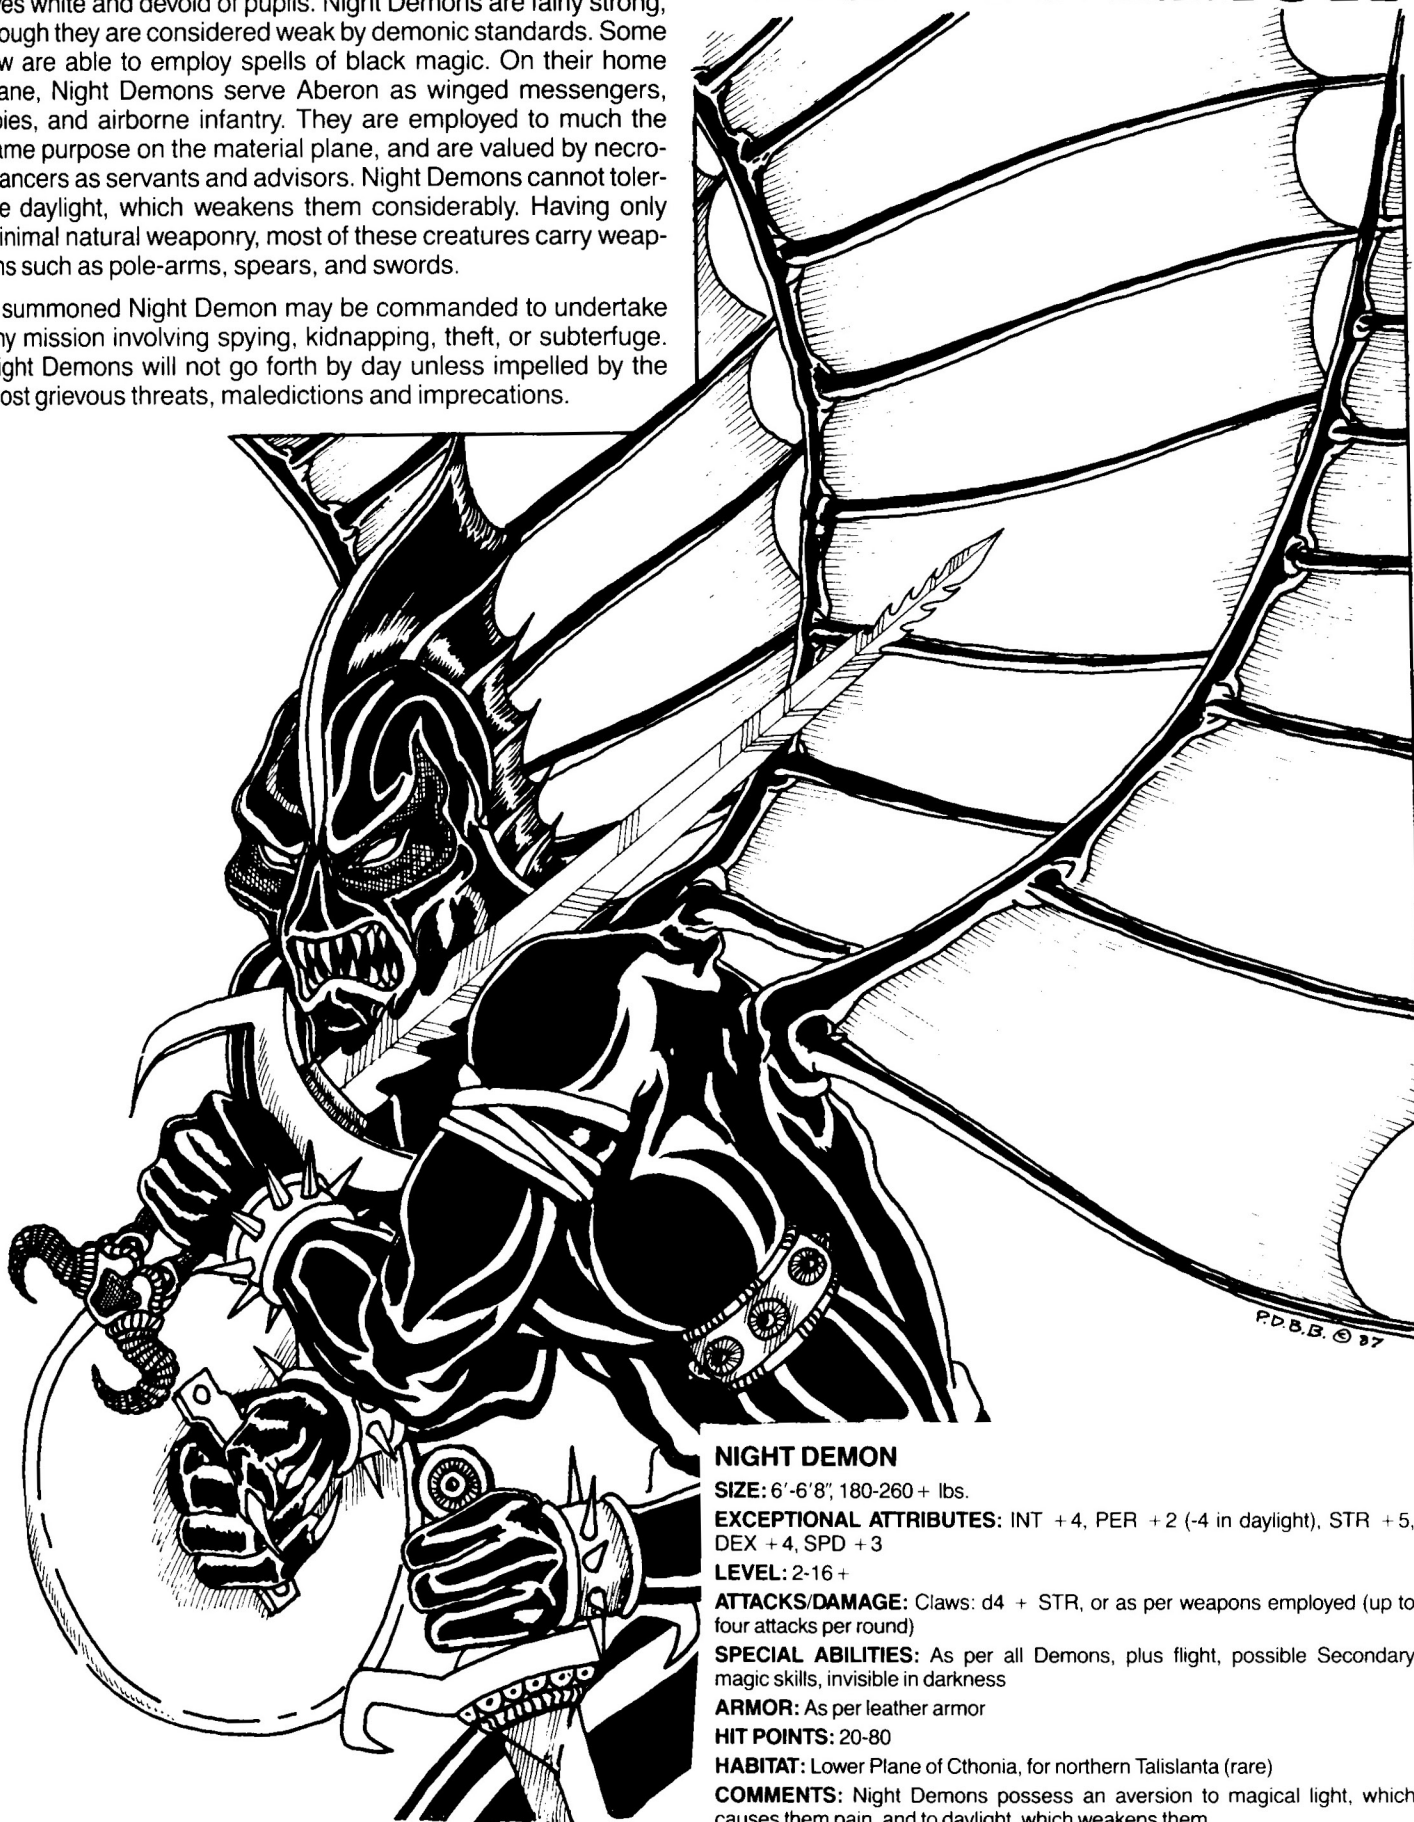 es white and devoid of pupils. Night Demons are fairly strong,
ough they are considered weak by demonic standards. Some
w are able to employ spells of black magic. On their home
ane, Night Demons serve Aberon as winged messengers,
ies, and airborne infantry. They are employed to much the
me purpose on the material plane, and are valued by necro-
ancers as servants and advisors. Night Demons cannot toler-
e daylight, which weakens them considerably. Having only
inimal natural weaponry, most of these creatures carry weap-
ns such as pole-arms, spears, and swords.
summoned Night Demon may be commanded to undertake
ny mission involving spying, kidnapping, theft, or subterfuge.
ight Demons will not go forth by day unless impelled by the
ost grievous threats, maledictions and imprecations.
P.D.B.B. © 87
NIGHT DEMON
SIZE: 6'-6'8", 180-260 + lbs.
EXCEPTIONAL ATTRIBUTES: INT +4, PER +2 (-4 in daylight), STR +5,
DEX +4, SPD +3
LEVEL: 2-16 +
ATTACKS/DAMAGE: Claws: d4 + STR, or as per weapons employed (up to
four attacks per round)
SPECIAL ABILITIES: As per all Demons, plus flight, possible Secondary
magic skills, invisible in darkness
ARMOR: As per leather armor
HIT POINTS: 20-80
HABITAT: Lower Plane of Cthonia, for northern Talislanta (rare)
COMMENTS: Night Demons possess an aversion to magical light, which
causes them pain, and to daylight, which weakens them